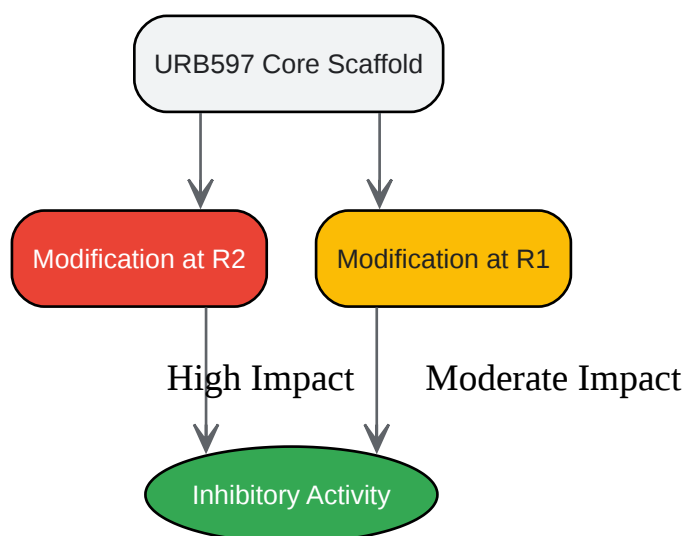 URB597 Core Scaffold
Modification at R2
Modification at R1
High Impact
Moderate Impact
Inhibitory Activity